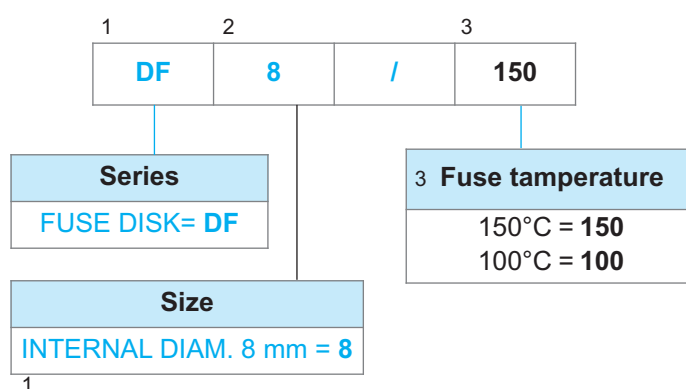 1 2 3
DF 8 / 150
Series
FUSE DISK= DF
3 Fuse tamperature
150°C = 150
100°C = 100
Size
INTERNAL DIAM. 8 mm = 8
1